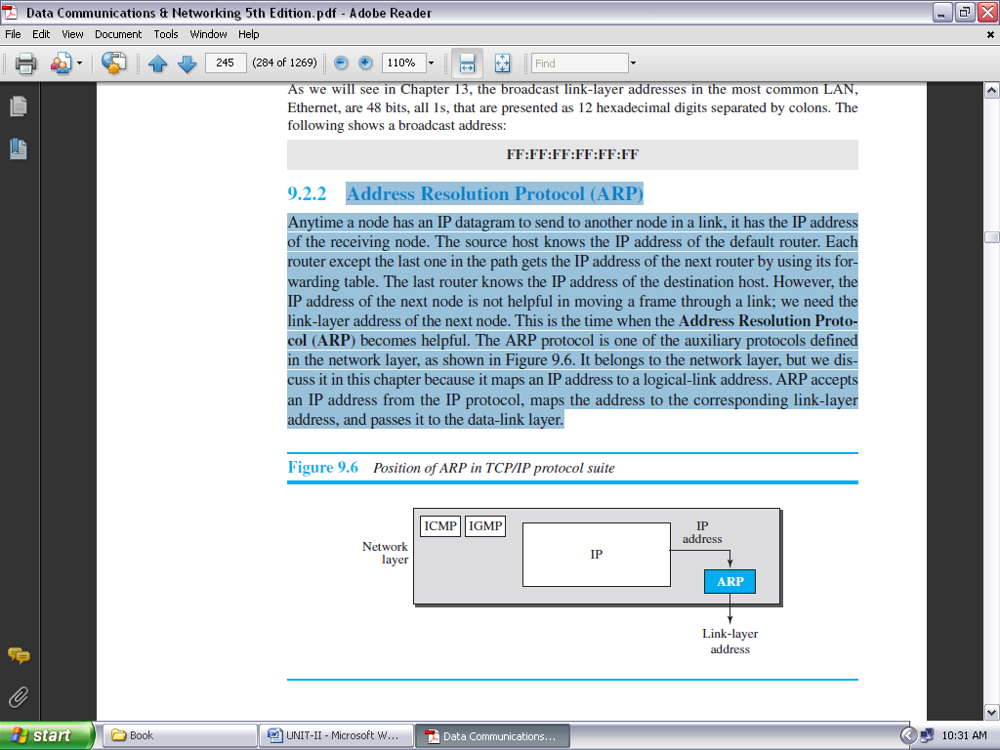 Data Communications & Networking 5th Edition.pdf - Adobe Reader
File Edit View Document Tools Window Help
245 (284 of 1269) 110% Find
As we will see in Chapter 13, the broadcast link-layer addresses in the most common LAN,
Ethernet, are 48 bits, all 1s, that are presented as 12 hexadecimal digits separated by colons. The
following shows a broadcast address:
FF:FF:FF:FF:FF:FF
9.2.2 Address Resolution Protocol (ARP)
Anytime a node has an IP datagram to send to another node in a link, it has the IP address
of the receiving node. The source host knows the IP address of the default router. Each
router except the last one in the path gets the IP address of the next router by using its for-
warding table. The last router knows the IP address of the destination host. However, the
IP address of the next node is not helpful in moving a frame through a link; we need the
link-layer address of the next node. This is the time when the Address Resolution Proto-
col (ARP) becomes helpful. The ARP protocol is one of the auxiliary protocols defined
in the network layer, as shown in Figure 9.6. It belongs to the network layer, but we dis-
cuss it in this chapter because it maps an IP address to a logical-link address. ARP accepts
an IP address from the IP protocol, maps the address to the corresponding link-layer
address, and passes it to the data-link layer.
Figure 9.6 Position of ARP in TCP/IP protocol suite
Network
layer
ICMP IGMP
IP
IP
address
ARP
Link-layer
address
start Book UNIT-II - Microsoft W... Data Communications... 10:31 AM